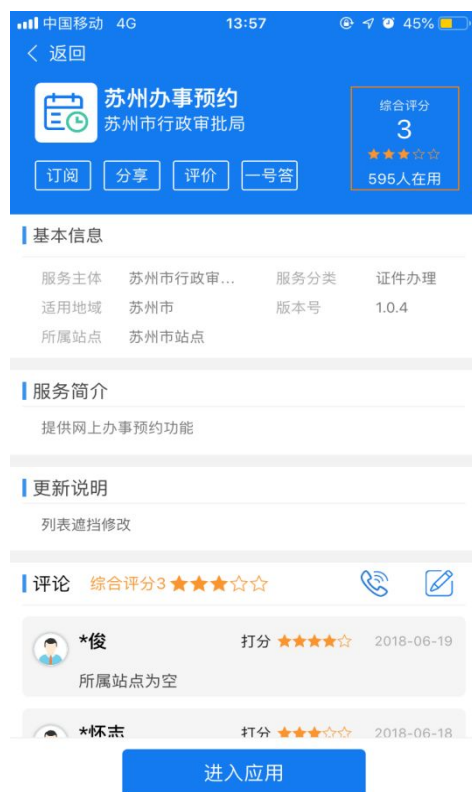 中国移动 4G 13:57 45%
返回
苏州办事预约
苏州市行政审批局
综合评分
3
595人在用
订阅 分享 评价 一号答
基本信息
服务主体 苏州市行政审... 服务分类 证件办理
适用地域 苏州市 版本号 1.0.4
所属站点 苏州市站点
服务简介
提供网上办事预约功能
更新说明
列表遮挡修改
评论 综合评分3
*俊 打分 2018-06-19
所属站点为空
*怀志 打分 2018-06-18
进入应用